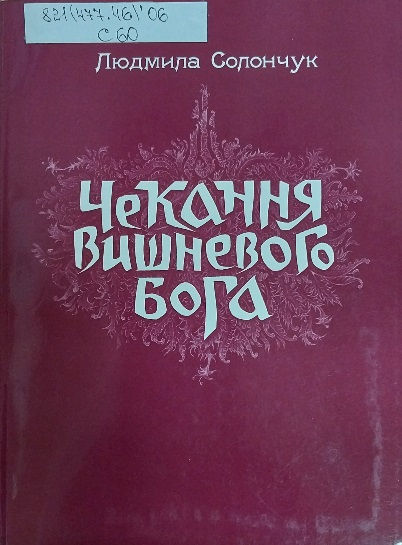 821(477.46)'06
С 60
Людмила Солончук
Чекання
Вишневого
Бога